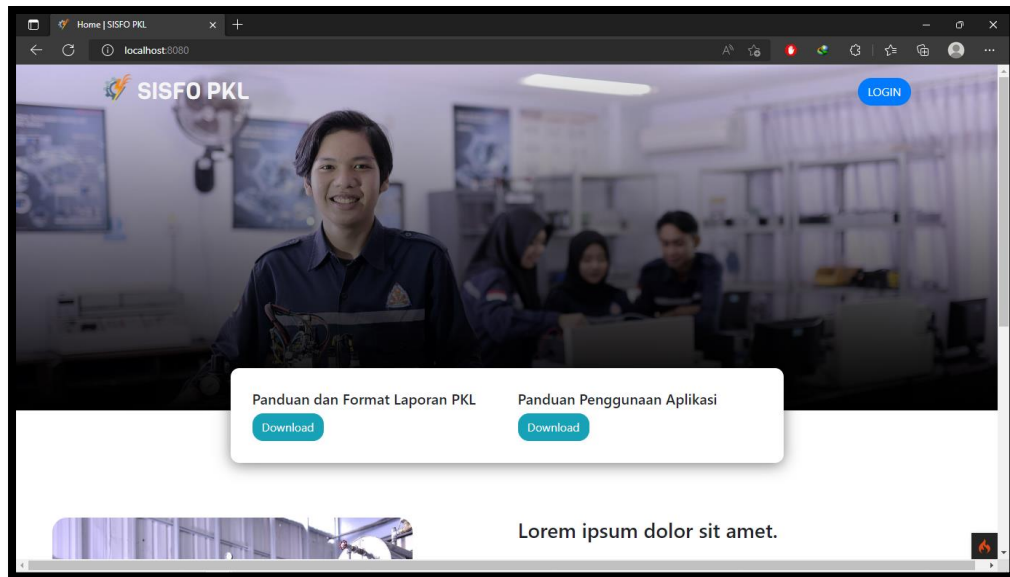 Home | SISFO PKL
localhost:8080
SISFO PKL
LOGIN
Panduan dan Format Laporan PKL
Download
Panduan Penggunaan Aplikasi
Download
Lorem ipsum dolor sit amet.